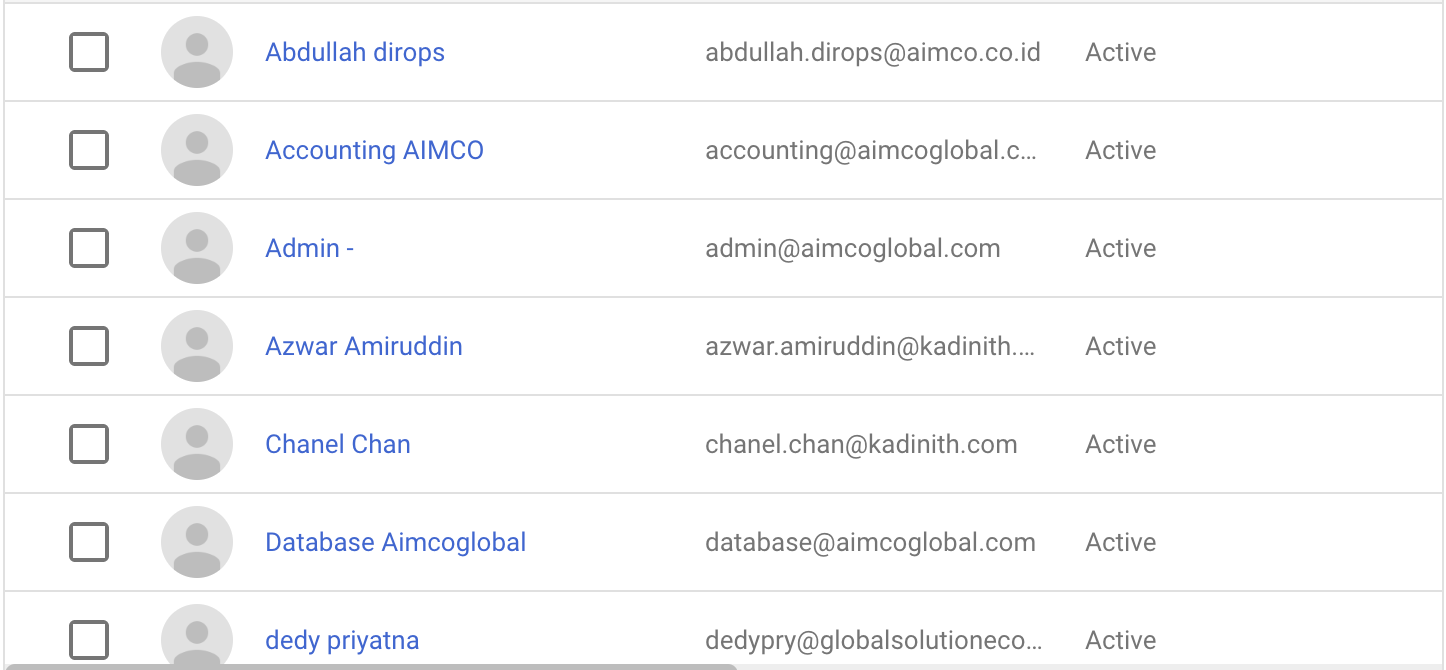 Abdullah dirops abdullah.dirops@aimco.co.id Active
Accounting AIMCO accounting@aimcoglobal.c... Active
Admin - admin@aimcoglobal.com Active
Azwar Amiruddin azwar.amiruddin@kadinith.... Active
Chanel Chan chanel.chan@kadinith.com Active
Database Aimcoglobal database@aimcoglobal.com Active
dedy priyatna dedypry@globalsolutioneco... Active